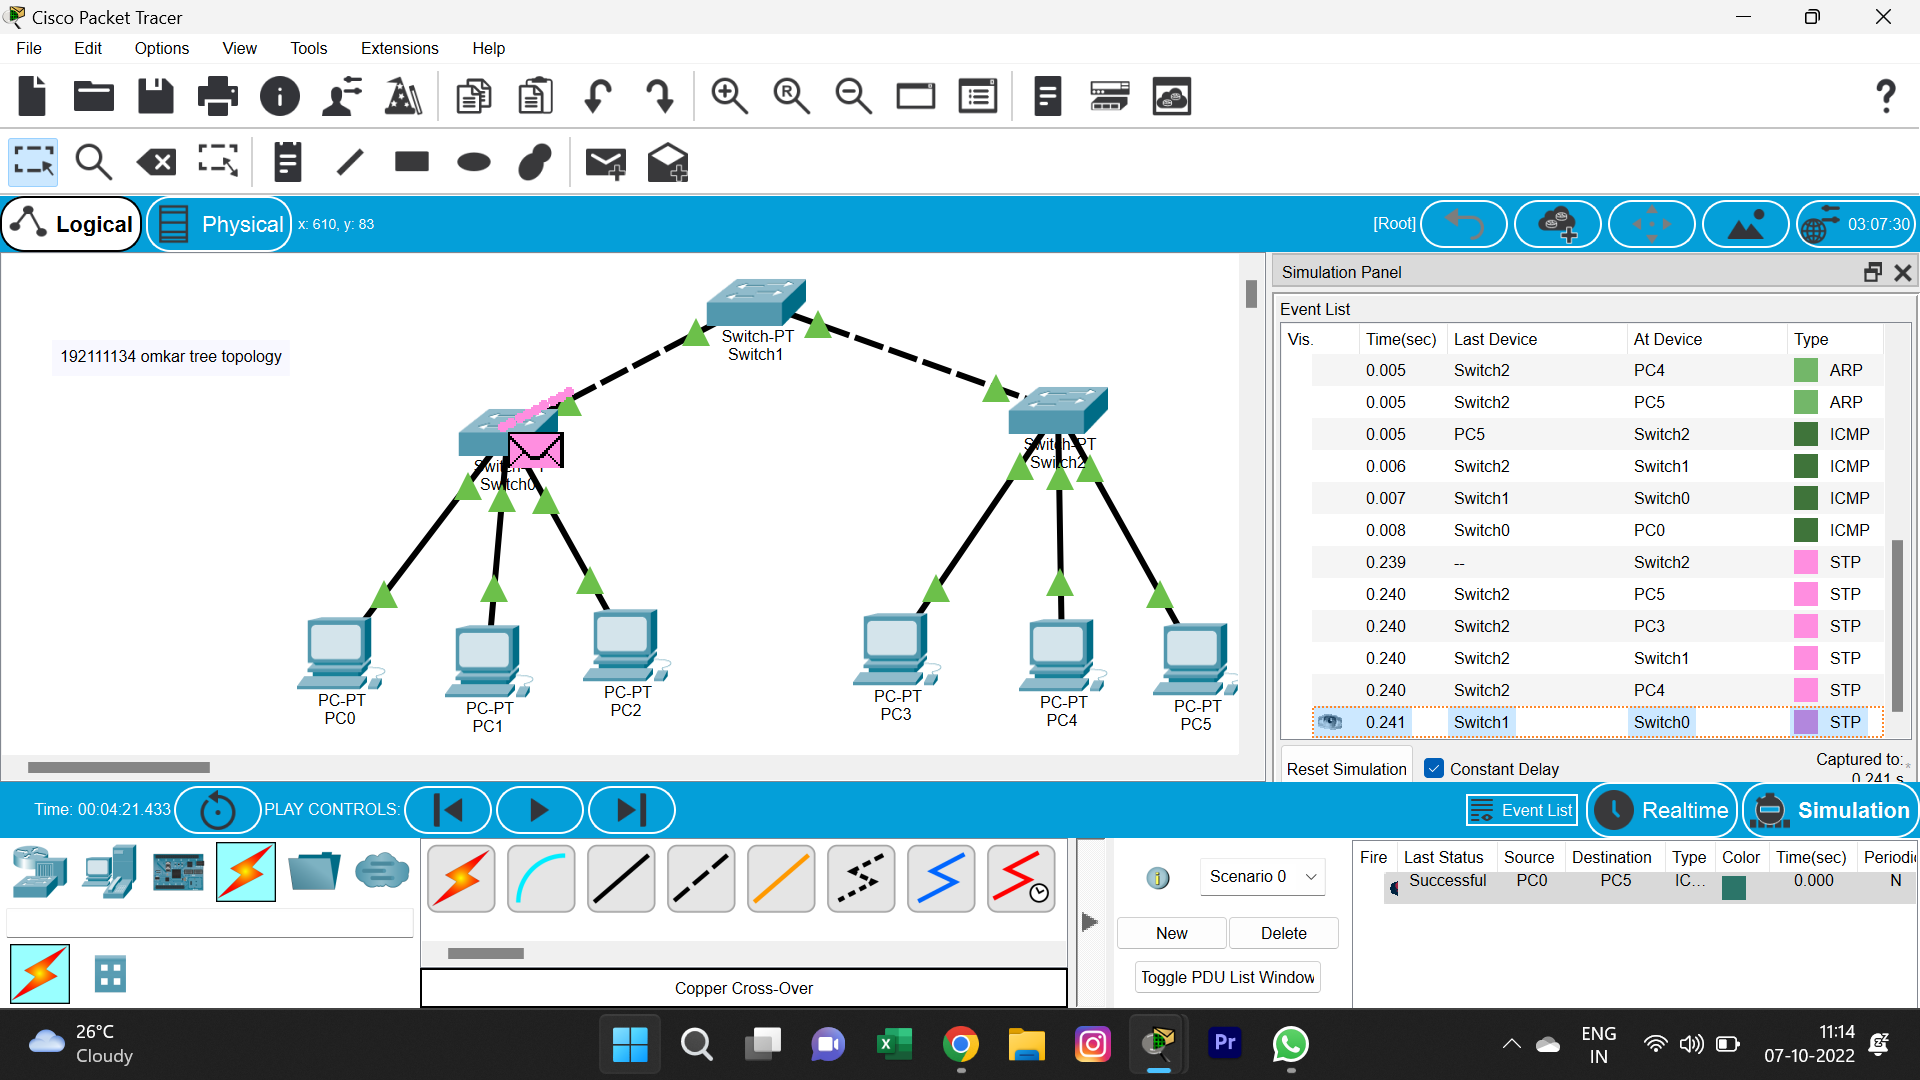 Cisco Packet Tracer
File Edit Options View Tools Extensions Help
Logical Physical x: 610, y: 83 [Root] 03:07:30
192111134 omkar tree topology
Switch-PT
Switch1
Switch0
Switch-PT
Switch2
PC-PT
PC0
PC-PT
PC1
PC-PT
PC2
PC-PT
PC3
PC-PT
PC4
PC-PT
PC5
Simulation Panel
Event List
Vis. Time(sec) Last Device At Device Type
0.005 Switch2 PC4 ARP
0.005 Switch2 PC5 ARP
0.005 PC5 Switch2 ICMP
0.006 Switch2 Switch1 ICMP
0.007 Switch1 Switch0 ICMP
0.008 Switch0 PC0 ICMP
0.239 -- Switch2 STP
0.240 Switch2 PC5 STP
0.240 Switch2 PC3 STP
0.240 Switch2 Switch1 STP
0.240 Switch2 PC4 STP
0.241 Switch1 Switch0 STP
Reset Simulation Constant Delay Captured to:
0.241 s
Time: 00:04:21.433 PLAY CONTROLS: Event List Realtime Simulation
Scenario 0
New Delete
Toggle PDU List Window
Copper Cross-Over
Fire Last Status Source Destination Type Color Time(sec) Periodic
Successful PC0 PC5 IC... 0.000 N
26°C
Cloudy
Pr
ENG
IN
11:14
07-10-2022